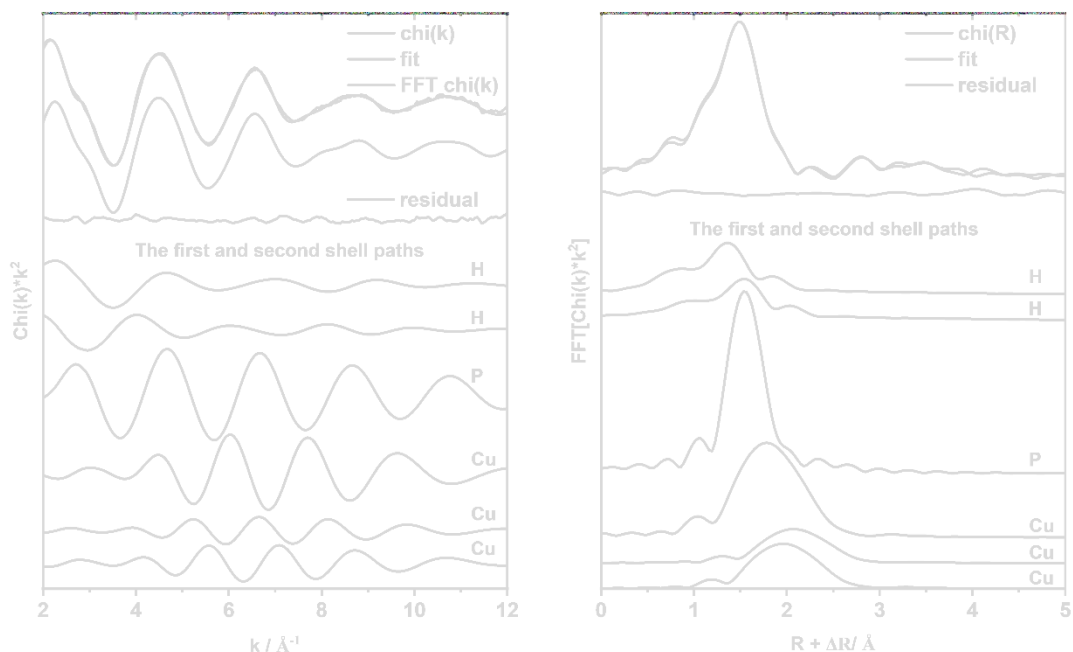 chi(k)
fit
FFT chi(k)
residual
The first and second shell paths
H
H
P
Cu
Cu
Cu
Chi(k)*k²
2 4 6 8 10 12
k / Å⁻¹
chi(R)
fit
residual
The first and second shell paths
H
H
P
Cu
Cu
Cu
FFT[Chi(k)*k²]
0 1 2 3 4 5
R + ΔR/ Å